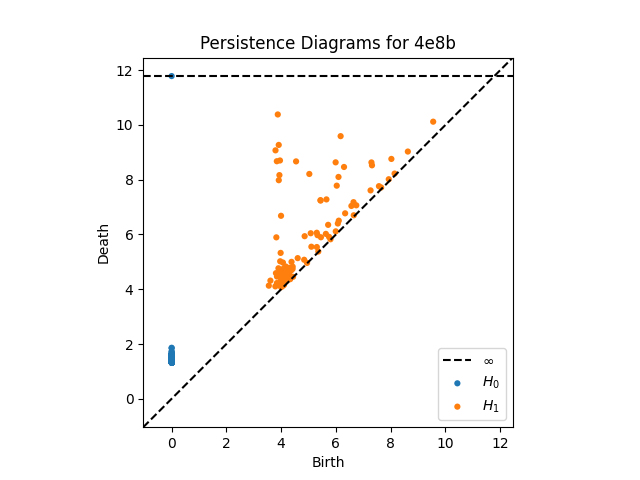 Persistence Diagrams for 4e8b
12
10
8
6
4
2
0
Death
0 2 4 6 8 10 12
Birth
∞
H₀
H₁